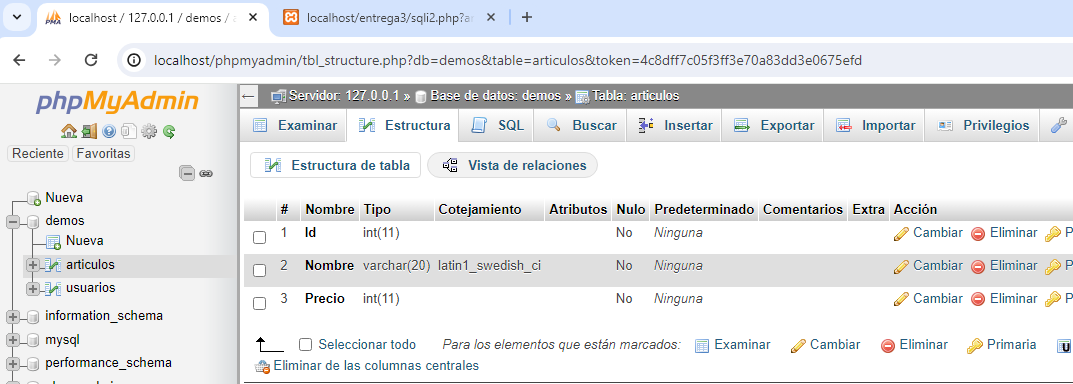 localhost / 127.0.0.1 / demos /
localhost/entrega3/sqli2.php?a
localhost/phpmyadmin/tbl_structure.php?db=demos&table=articulos&token=4c8dff7c05f3ff3e70a83dd3e0675efd
phpMyAdmin
Reciente Favoritas
Nueva
demos
Nueva
articulos
usuarios
information_schema
mysql
performance_schema
Servidor: 127.0.0.1 » Base de datos: demos » Tabla: articulos
Examinar Estructura SQL Buscar Insertar Exportar Importar Privilegios
Estructura de tabla Vista de relaciones
# Nombre Tipo Cotejamiento Atributos Nulo Predeterminado Comentarios Extra Acción
1 Id int(11) No Ninguna Cambiar Eliminar P
2 Nombre varchar(20) latin1_swedish_ci No Ninguna Cambiar Eliminar P
3 Precio int(11) No Ninguna Cambiar Eliminar P
Seleccionar todo Para los elementos que están marcados: Examinar Cambiar Eliminar Primaria
Eliminar de las columnas centrales